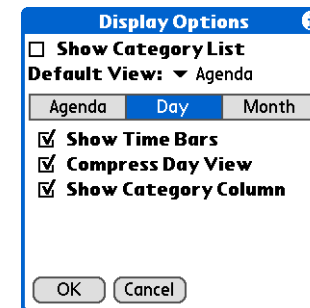 Display Options
Show Category List
Default View: Agenda
Agenda Day Month
Show Time Bars
Compress Day View
Show Category Column
OK Cancel